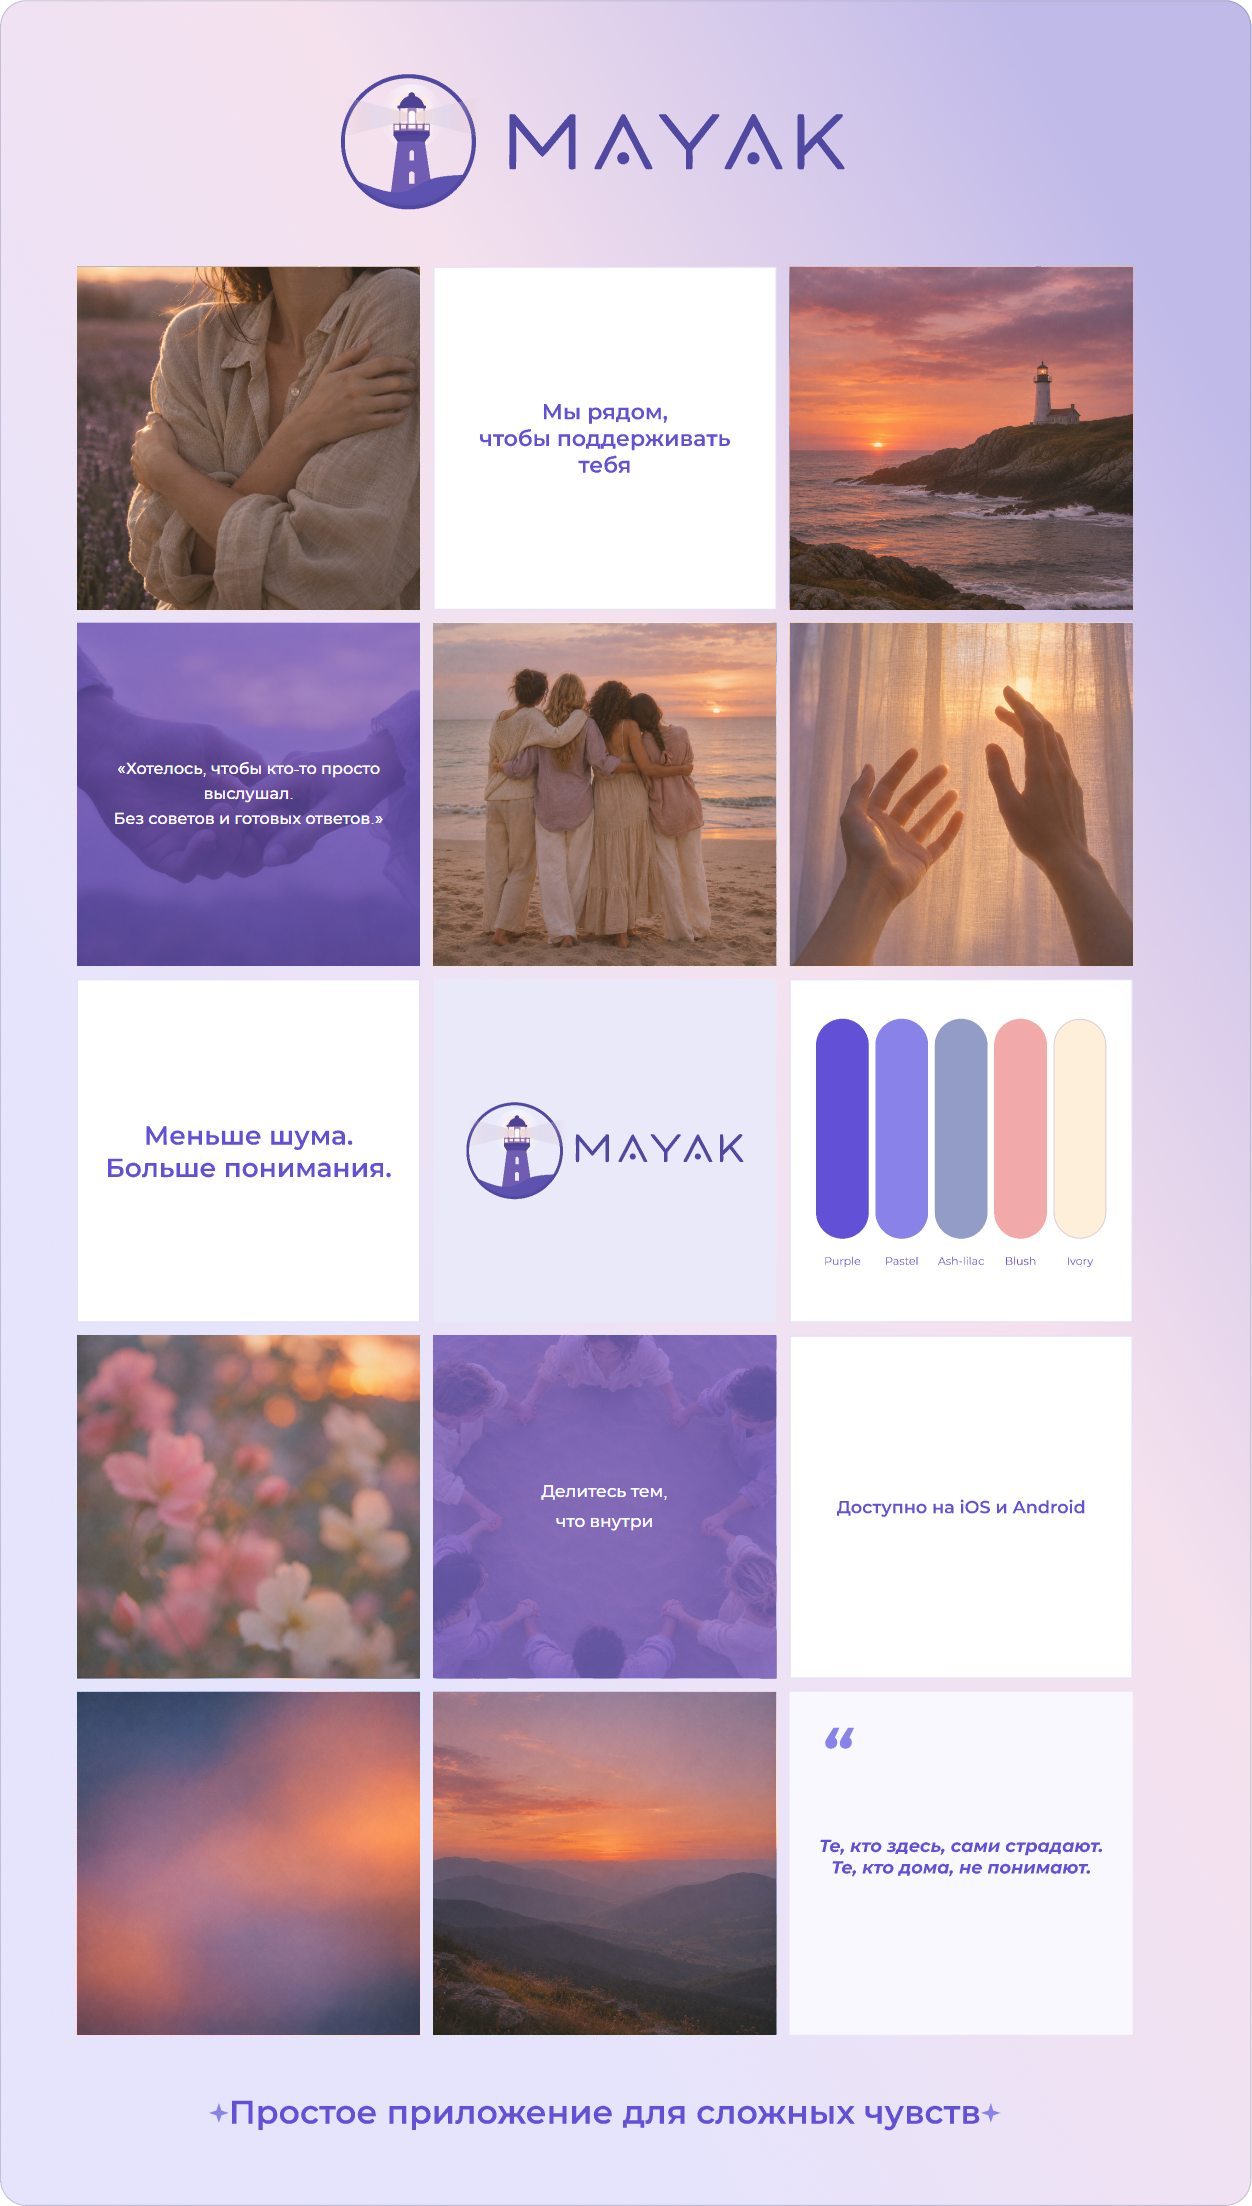 MAYAK
Мы рядом,
чтобы поддерживать
тебя
«Хотелось, чтобы кто-то просто
выслушал.
Без советов и готовых ответов.»
Меньше шума.
Больше понимания.
MAYAK
Purple Pastel Ash-lilac Blush Ivory
Делитесь тем,
что внутри
Доступно на iOS и Android
“
Те, кто здесь, сами страдают.
Те, кто дома, не понимают.
Простое приложение для сложных чувств